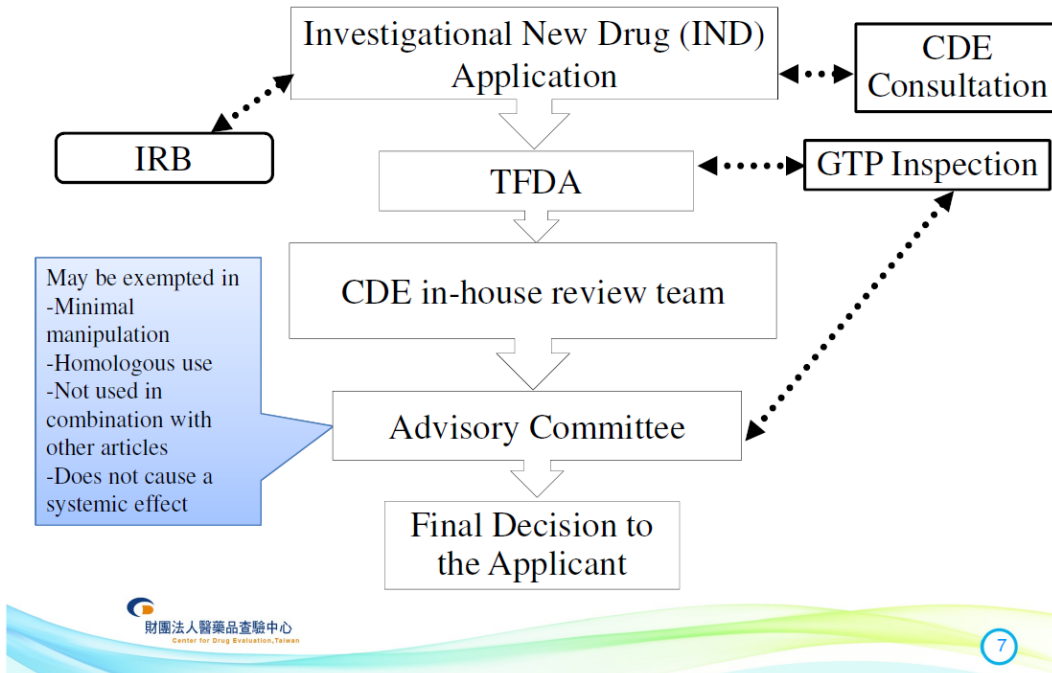 Investigational New Drug (IND)
Application
CDE
Consultation
IRB
TFDA
GTP Inspection
May be exempted in
-Minimal
manipulation
-Homologous use
-Not used in
combination with
other articles
-Does not cause a
systemic effect
CDE in-house review team
Advisory Committee
Final Decision to
the Applicant
財團法人醫藥品查驗中心
Center for Drug Evaluation,Taiwan
7